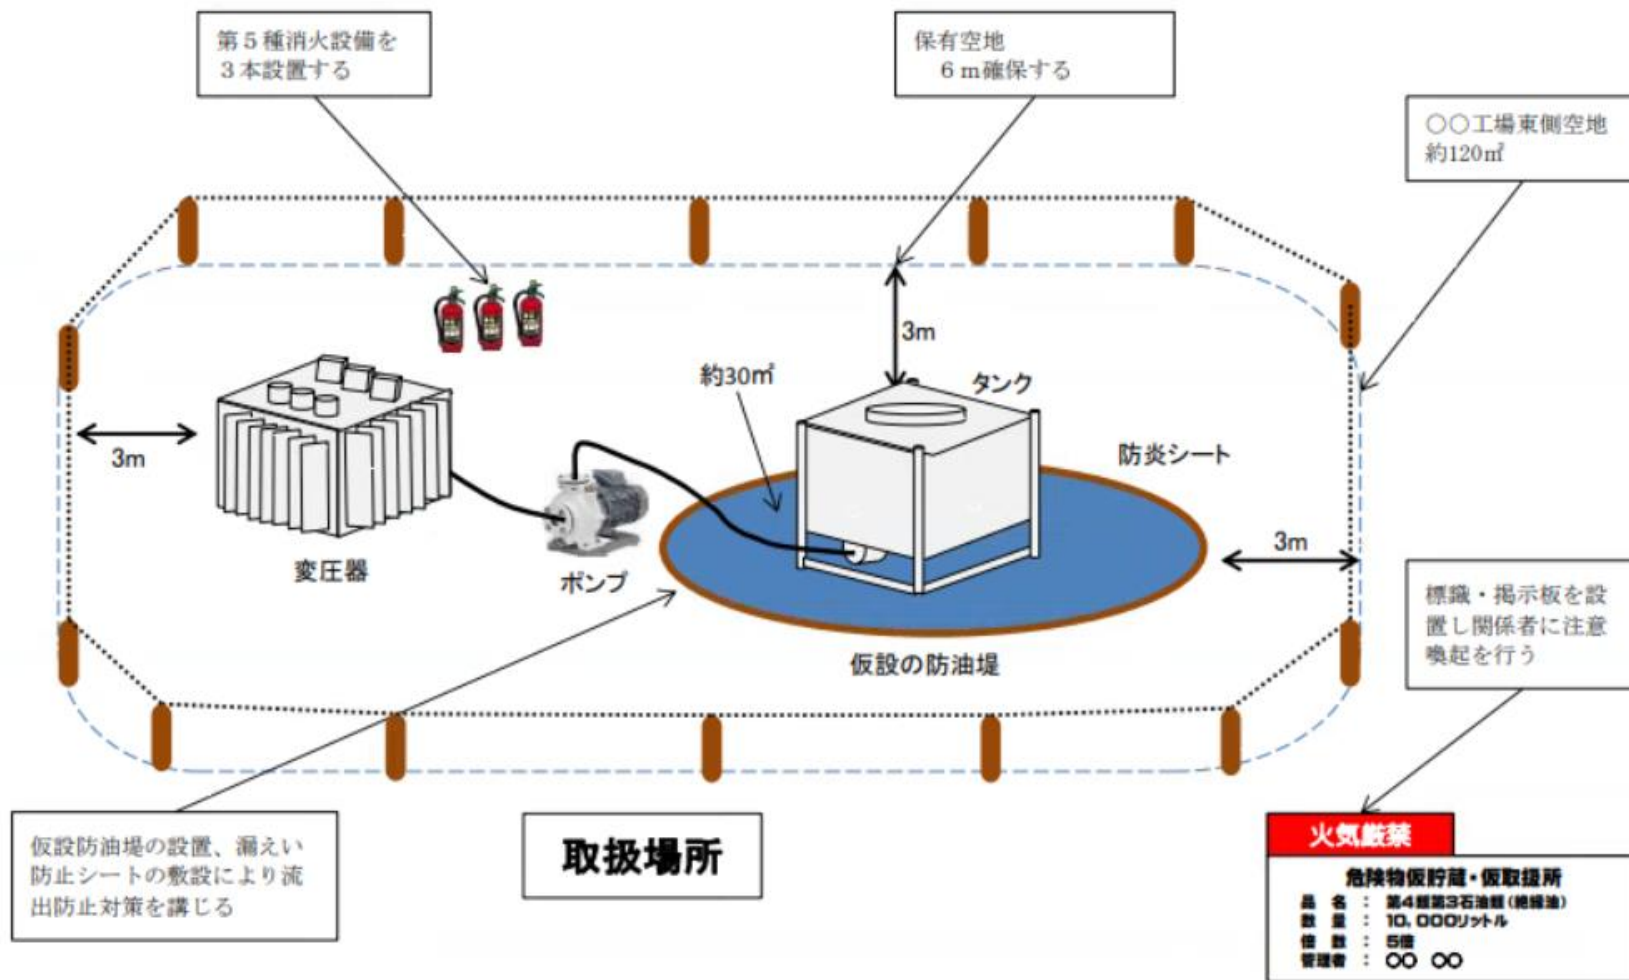 第５種消火設備を
３本設置する
保有空地
６ｍ確保する
〇〇工場東側空地
約120㎡
3m
約30㎡
タンク
防炎シート
3m
3m
変圧器
ポンプ
仮設の防油堤
標識・掲示板を設
置し関係者に注意
喚起を行う
仮設防油堤の設置、漏えい
防止シートの敷設により流
出防止対策を講じる
取扱場所
火気厳禁
危険物仮貯蔵・仮取扱所
品　名　：　第4類第3石油類(絶縁油)
数　量　：　10,000リットル
倍　数　：　5倍
管理者　：　〇〇　〇〇